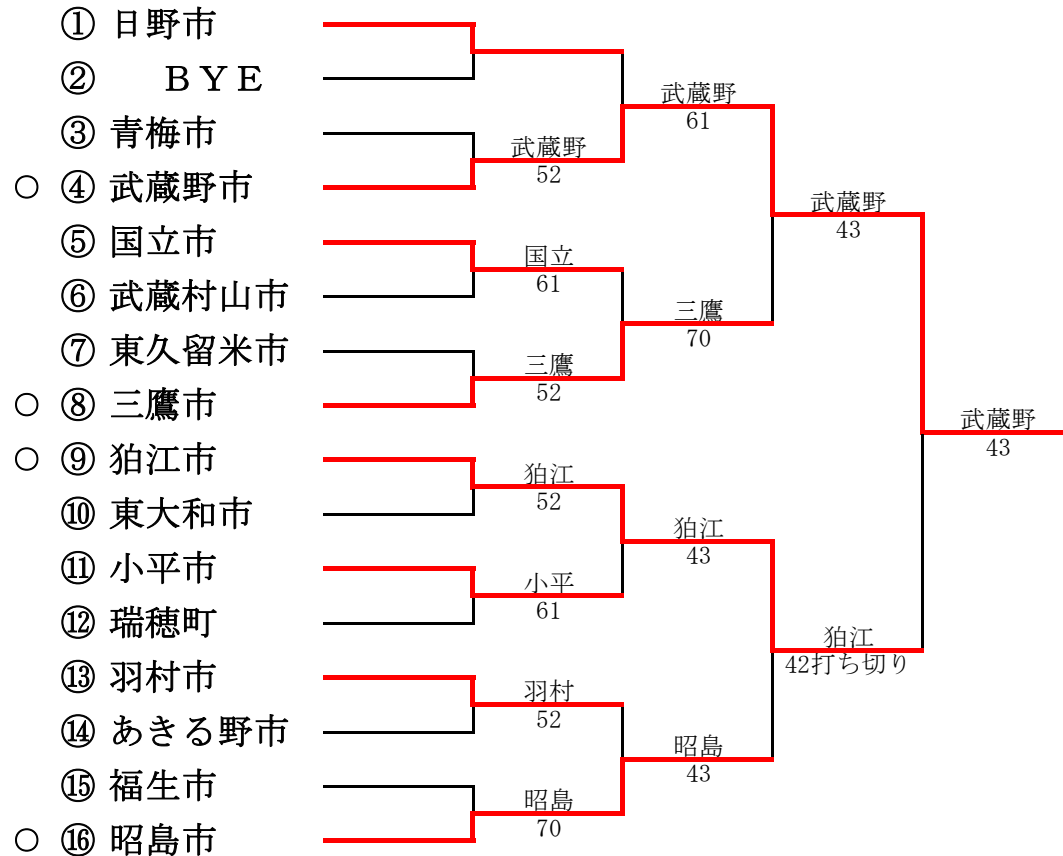 ① 日野市
② ＢＹＥ
③ 青梅市
○ ④ 武蔵野市
⑤ 国立市
⑥ 武蔵村山市
⑦ 東久留米市
○ ⑧ 三鷹市
○ ⑨ 狛江市
⑩ 東大和市
⑪ 小平市
⑫ 瑞穂町
⑬ 羽村市
⑭ あきる野市
⑮ 福生市
○ ⑯ 昭島市
武蔵野
52
国立
61
三鷹
52
狛江
52
小平
61
羽村
52
昭島
70
武蔵野
61
三鷹
70
狛江
43
昭島
43
武蔵野
43
狛江
42打ち切り
武蔵野
43